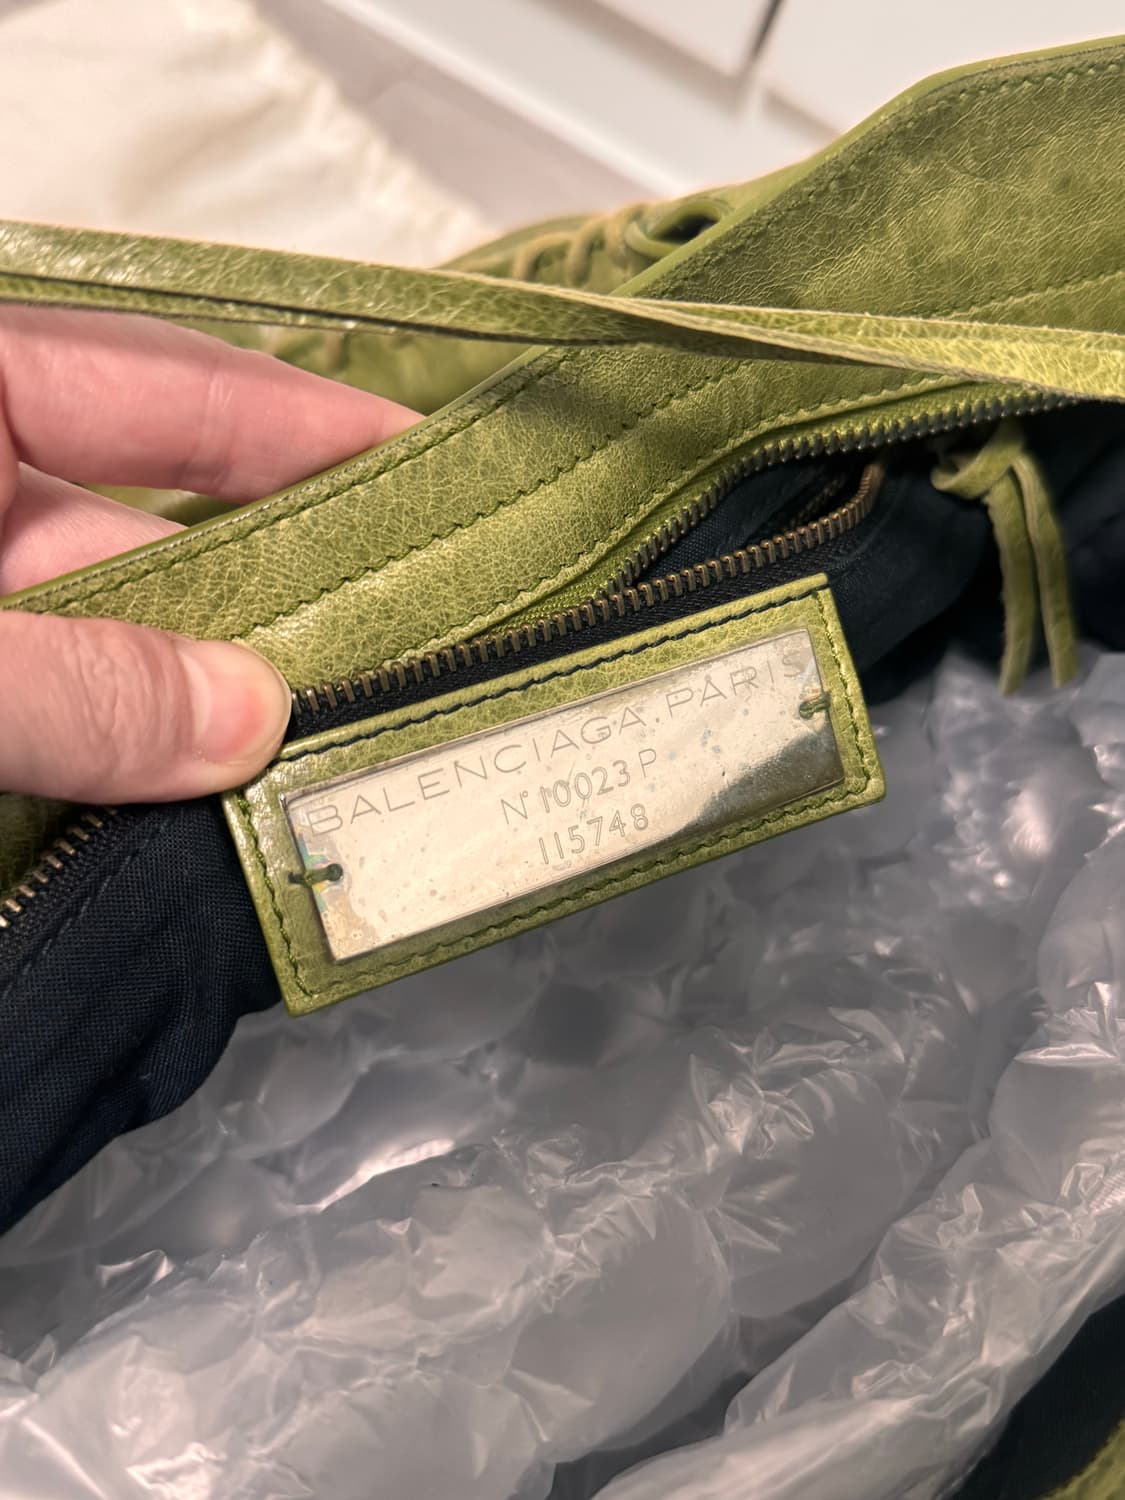 BALENCIAGA.PARIS
N° 10023 P
115748